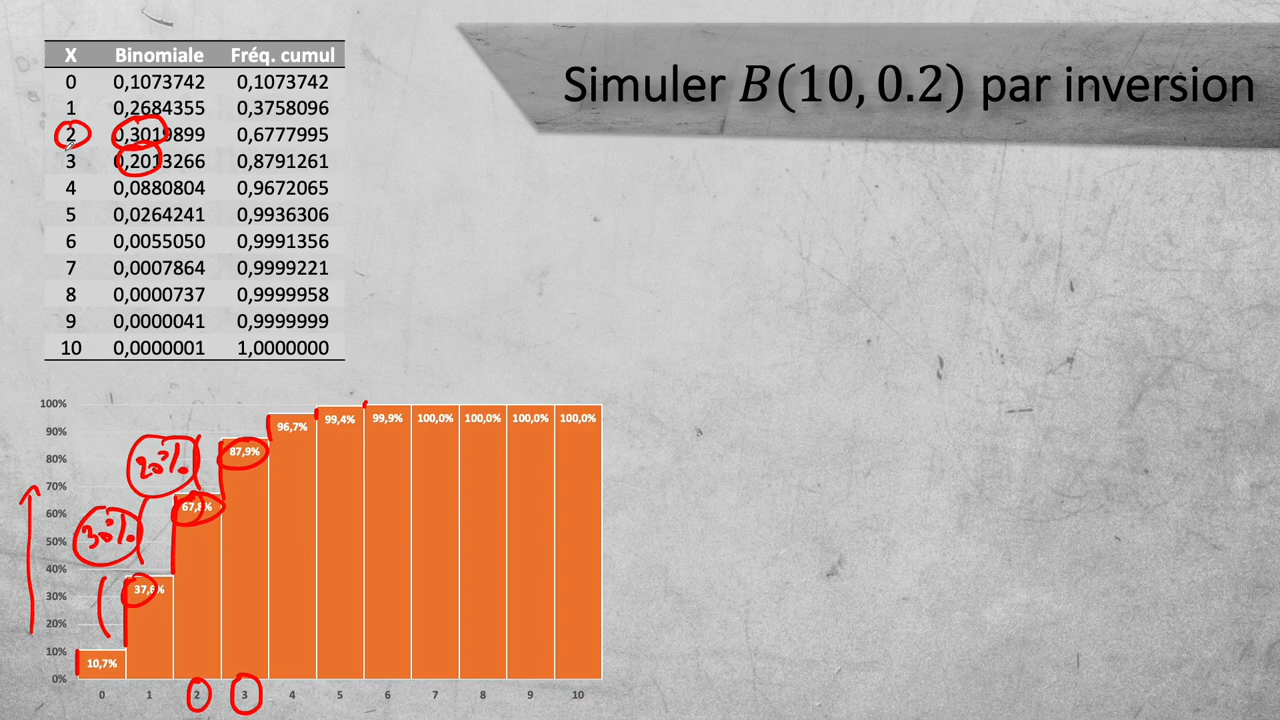 Simuler B(10, 0.2) par inversion
X Binomiale Fréq. cumul
0 0,1073742 0,1073742
1 0,2684355 0,3758096
2 0,3019899 0,6777995
3 0,2013266 0,8791261
4 0,0880804 0,9672065
5 0,0264241 0,9936306
6 0,0055050 0,9991356
7 0,0007864 0,9999221
8 0,0000737 0,9999958
9 0,0000041 0,9999999
10 0,0000001 1,0000000
100%
90%
80%
70%
60%
50%
40%
30%
20%
10%
0%
20%
30%
10,7% 37,6% 67,8% 87,9% 96,7% 99,4% 99,9% 100,0% 100,0% 100,0% 100,0%
0 1 2 3 4 5 6 7 8 9 10